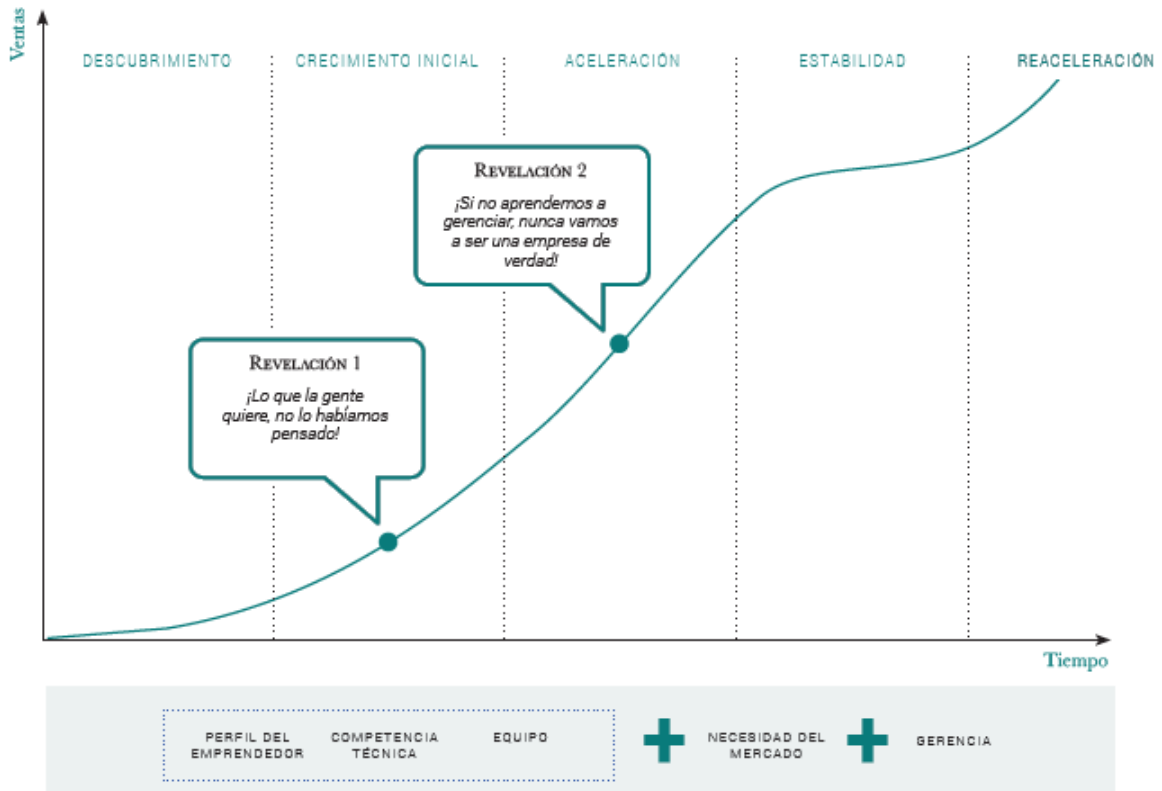 Ventas
DESCUBRIMIENTO
CRECIMIENTO INICIAL
ACELERACIÓN
ESTABILIDAD
REACELERACIÓN
REVELACIÓN 2
¡Si no aprendemos a
gerenciar, nunca vamos
a ser una empresa de
verdad!
REVELACIÓN 1
¡Lo que la gente
quiere, no lo habíamos
pensado!
Tiempo
PERFIL DEL
EMPRENDEDOR
COMPETENCIA
TÉCNICA
EQUIPO
NECESIDAD DEL
MERCADO
GERENCIA